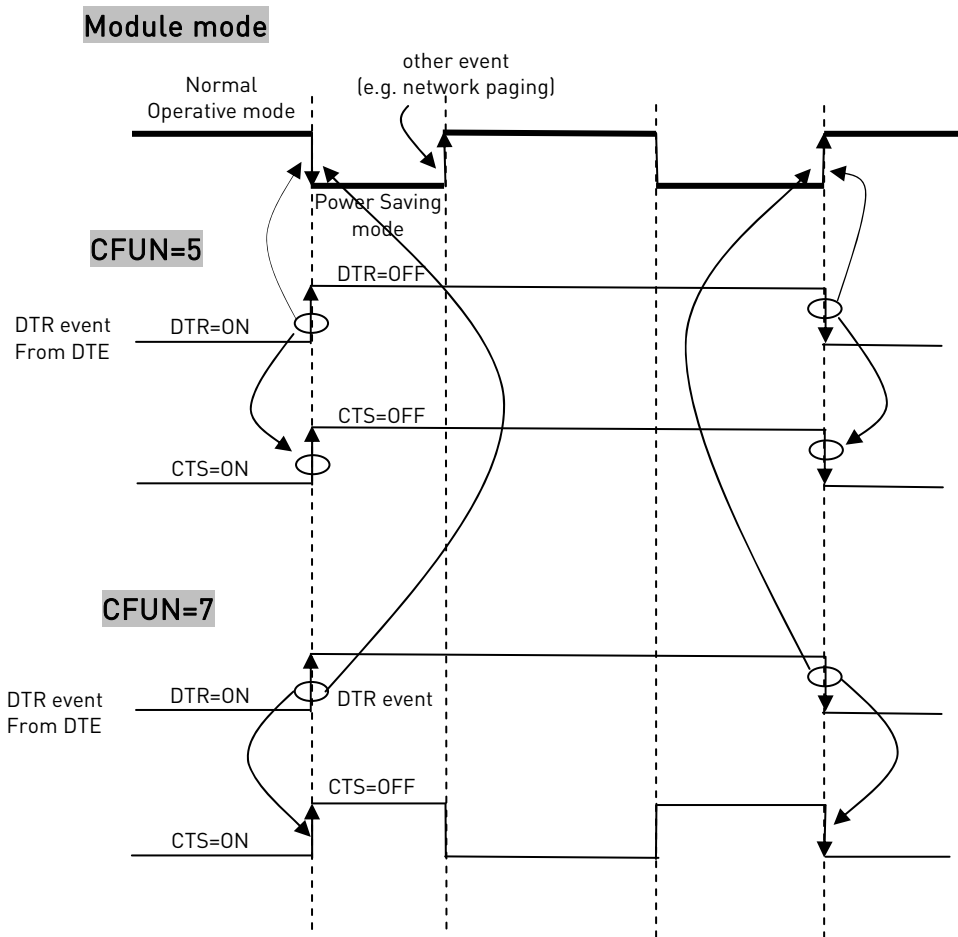 Module mode
other event
(e.g. network paging)
Normal
Operative mode
Power Saving
mode
CFUN=5
DTR=OFF
DTR event
From DTE
DTR=ON
CTS=OFF
CTS=ON
CFUN=7
DTR event
From DTE
DTR=ON
DTR event
CTS=OFF
CTS=ON